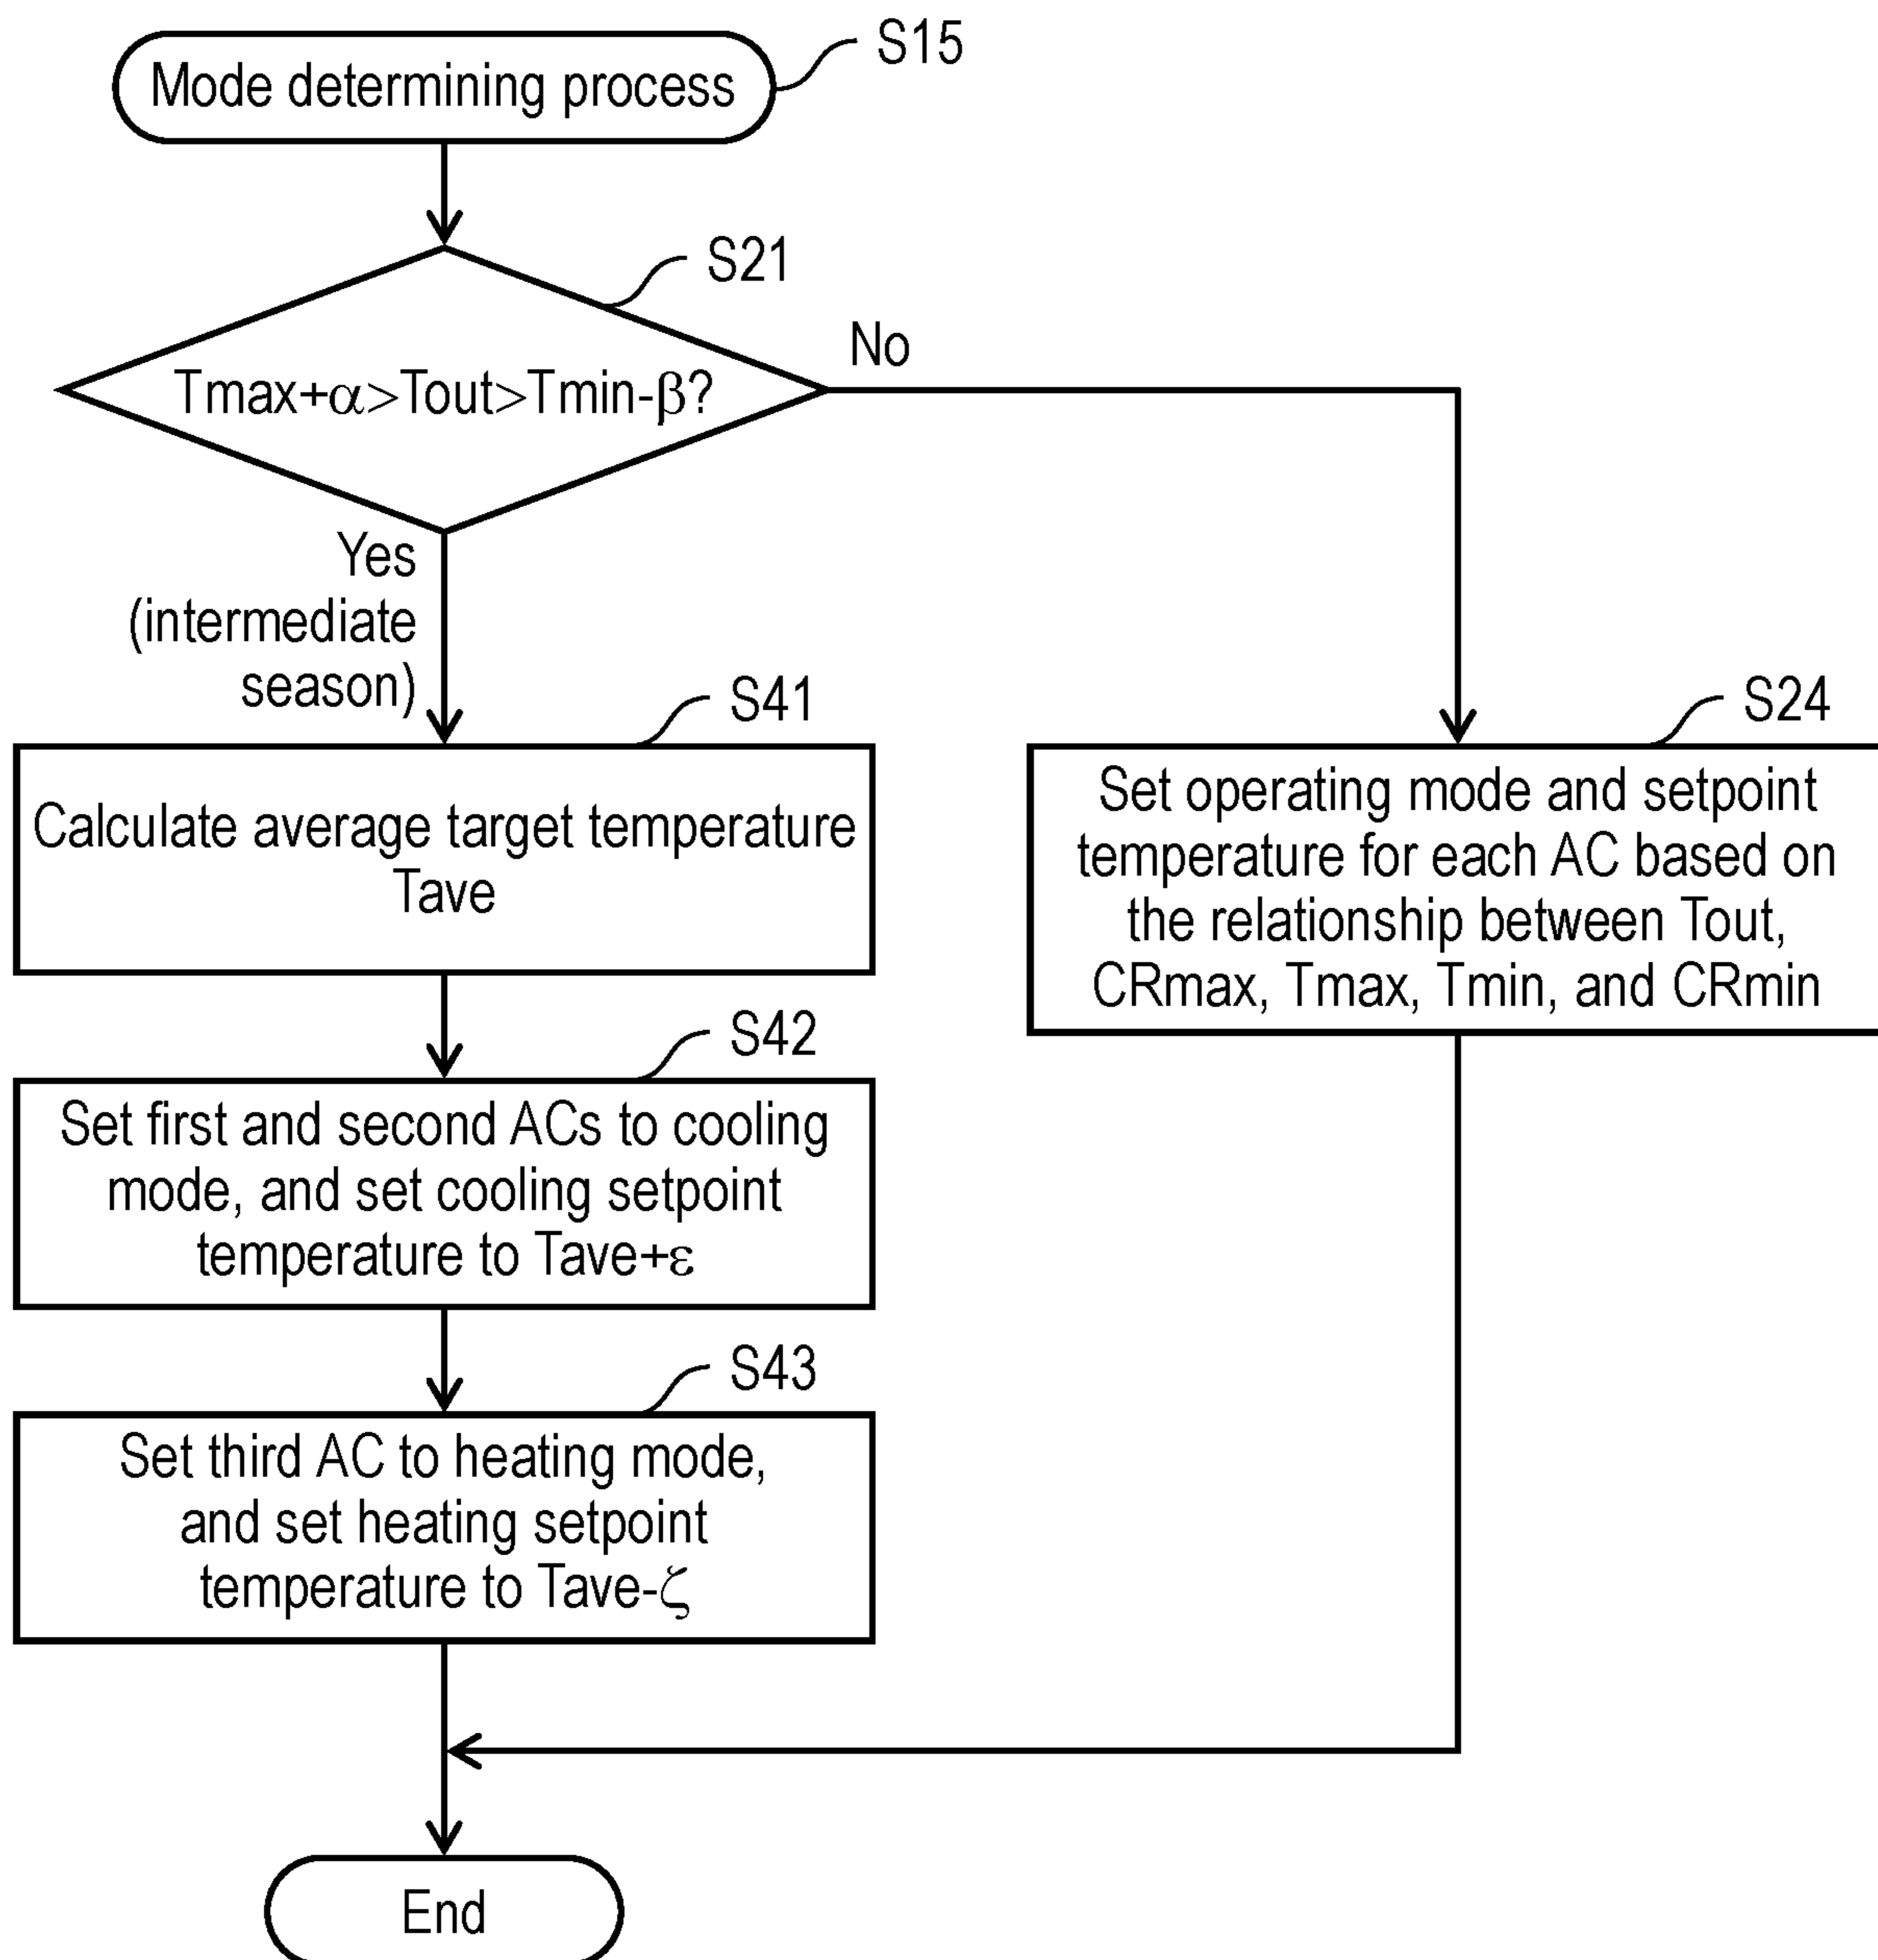 Mode determining process
S15
S21
Tmax+α>Tout>Tmin-β?
No
Yes
(intermediate
season)
S41
Calculate average target temperature
Tave
S24
Set operating mode and setpoint
temperature for each AC based on
the relationship between Tout,
CRmax, Tmax, Tmin, and CRmin
S42
Set first and second ACs to cooling
mode, and set cooling setpoint
temperature to Tave+ε
S43
Set third AC to heating mode,
and set heating setpoint
temperature to Tave-ζ
End